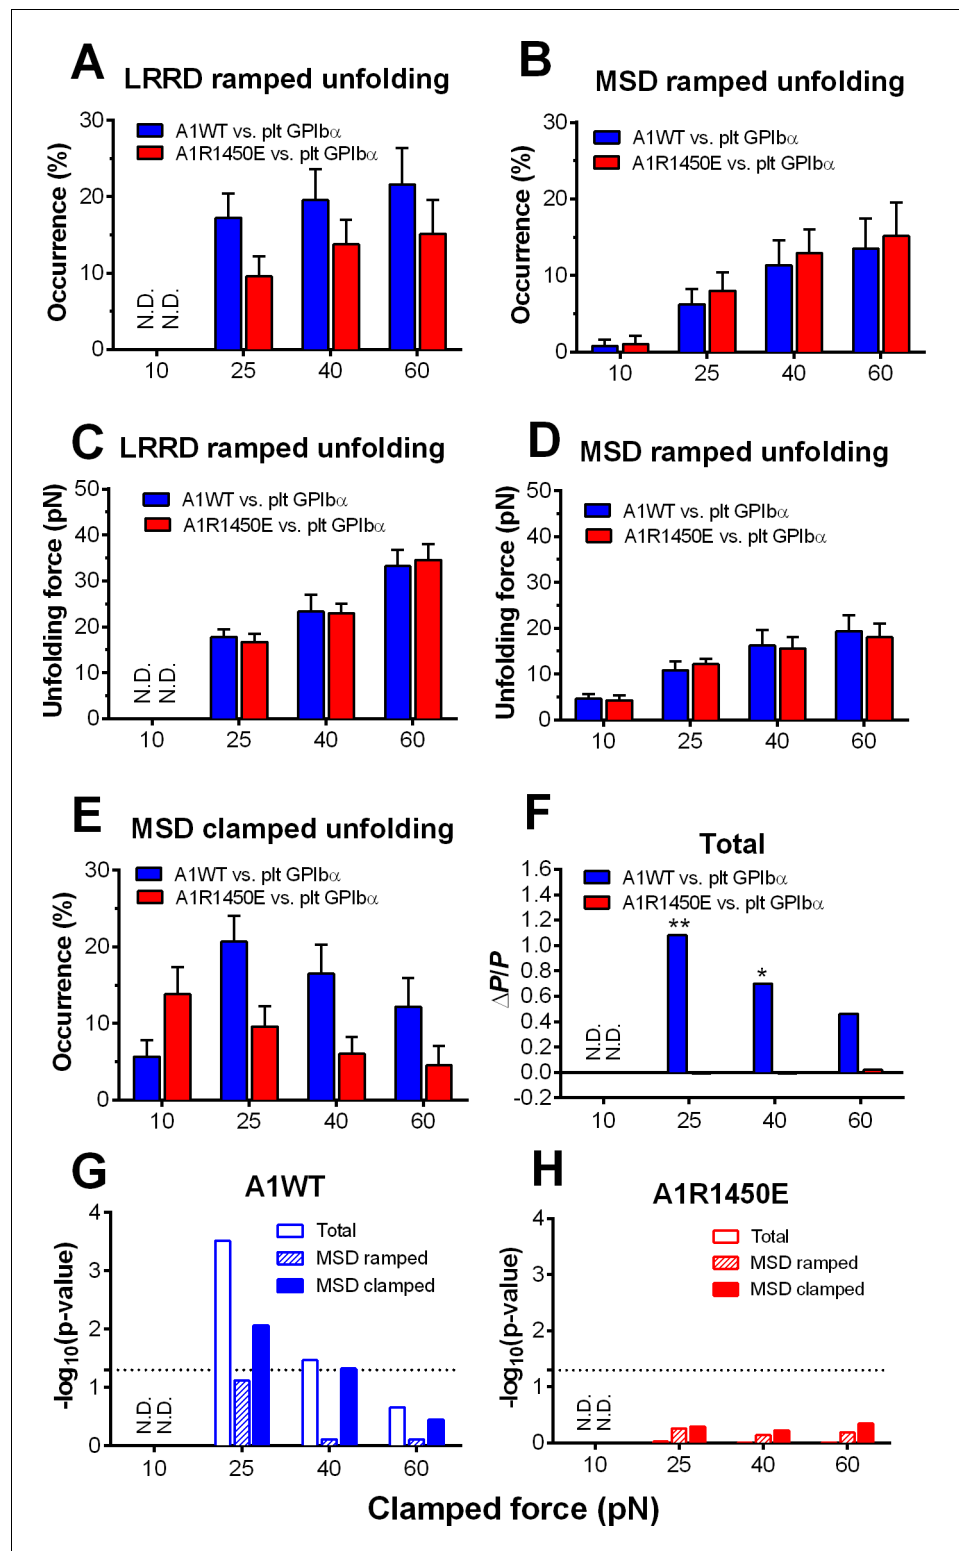 A
LRRD ramped unfolding
A1WT vs. plt GPIbα
A1R1450E vs. plt GPIbα
Occurrence (%)
30
20
10
0
N.D.
N.D.
10 25 40 60
B
MSD ramped unfolding
A1WT vs. plt GPIbα
A1R1450E vs. plt GPIbα
Occurrence (%)
30
20
10
0
10 25 40 60
C
LRRD ramped unfolding
A1WT vs. plt GPIbα
A1R1450E vs. plt GPIbα
Unfolding force (pN)
50
40
30
20
10
0
N.D.
N.D.
10 25 40 60
D
MSD ramped unfolding
A1WT vs. plt GPIbα
A1R1450E vs. plt GPIbα
Unfolding force (pN)
50
40
30
20
10
0
10 25 40 60
E
MSD clamped unfolding
A1WT vs. plt GPIbα
A1R1450E vs. plt GPIbα
Occurrence (%)
30
20
10
0
10 25 40 60
F
Total
A1WT vs. plt GPIbα
A1R1450E vs. plt GPIbα
ΔP/P
1.6
1.4
1.2
1.0
0.8
0.6
0.4
0.2
0.0
-0.2
N.D.
N.D.
**
*
10 25 40 60
G
A1WT
Total
MSD ramped
MSD clamped
-log10(p-value)
4
3
2
1
0
N.D.
N.D.
10 25 40 60
H
A1R1450E
Total
MSD ramped
MSD clamped
-log10(p-value)
4
3
2
1
0
N.D.
N.D.
10 25 40 60
Clamped force (pN)